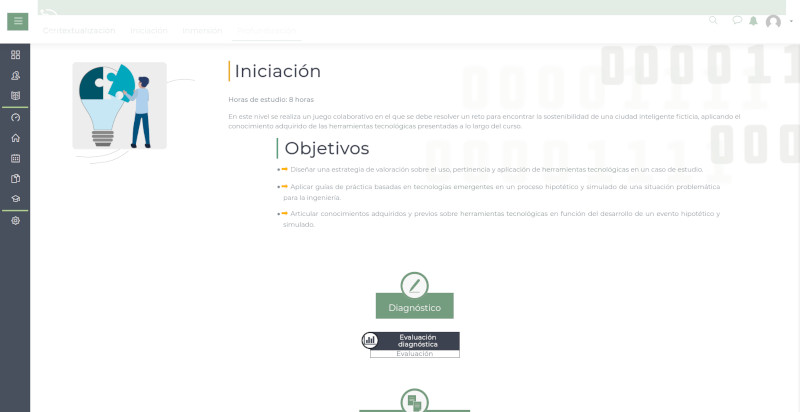 Contextualización Iniciación Inmersión
Iniciación
Horas de estudio: 8 horas
En este nivel se realiza un juego colaborativo en el que se debe resolver un reto para encontrar la sostenibilidad de una ciudad inteligente ficticia, aplicando el
conocimiento adquirido de las herramientas tecnológicas presentadas a lo largo del curso.
Objetivos
Diseñar una estrategia de valoración sobre el uso, pertinencia y aplicación de herramientas tecnológicas en un caso de estudio.
Aplicar guías de práctica basadas en tecnologías emergentes en un proceso hipotético y simulado de una situación problemática
para la ingeniería.
Articular conocimientos adquiridos y previos sobre herramientas tecnológicas en función del desarrollo de un evento hipotético y
simulado.
Diagnóstico
Evaluación
diagnóstica
Evaluación